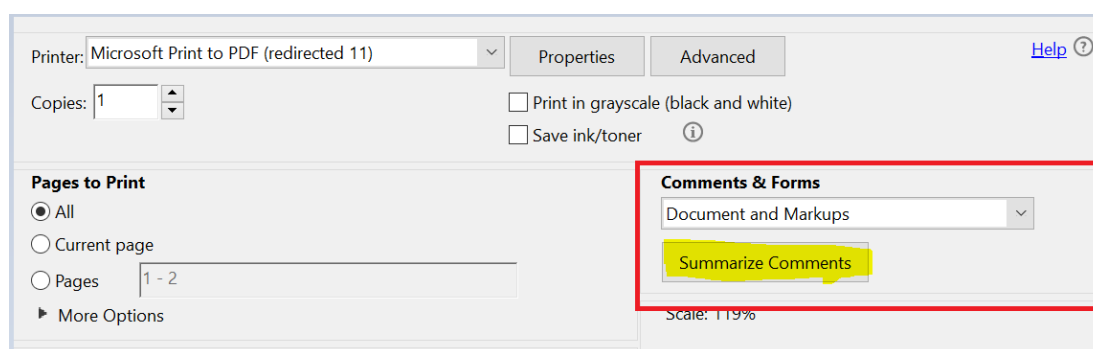 Printer: Microsoft Print to PDF (redirected 11) Properties Advanced Help ?
Copies: 1 Print in grayscale (black and white)
Save ink/toner i
Pages to Print
All
Current page
Pages 1 - 2
More Options
Comments & Forms
Document and Markups
Summarize Comments
Scale: 119%